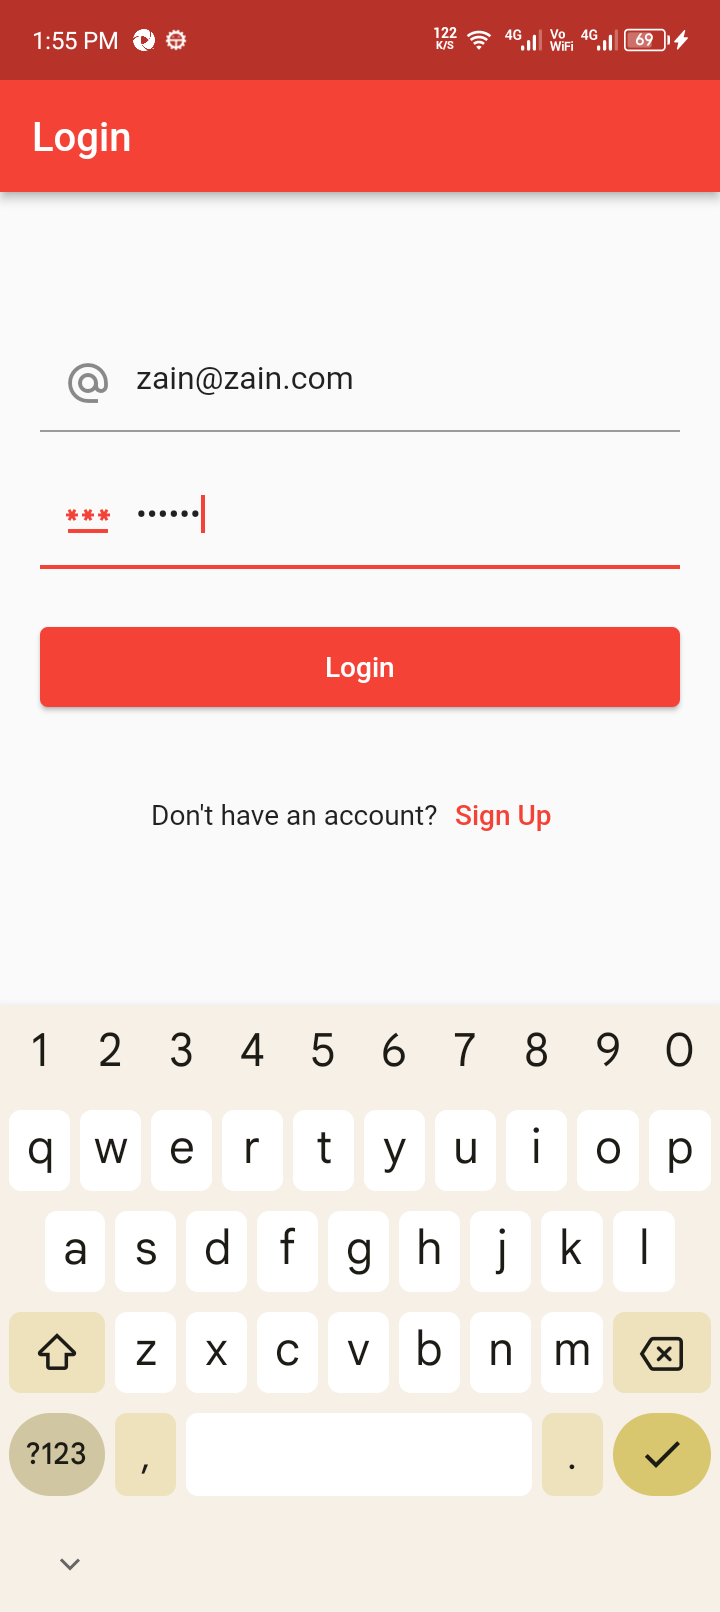 1:55 PM 122 K/S 4G Vo WiFi 4G 69
Login
zain@zain.com
***
••••••
Login
Don't have an account? Sign Up
1 2 3 4 5 6 7 8 9 0
q w e r t y u i o p
a s d f g h j k l
z x c v b n m
?123 , .